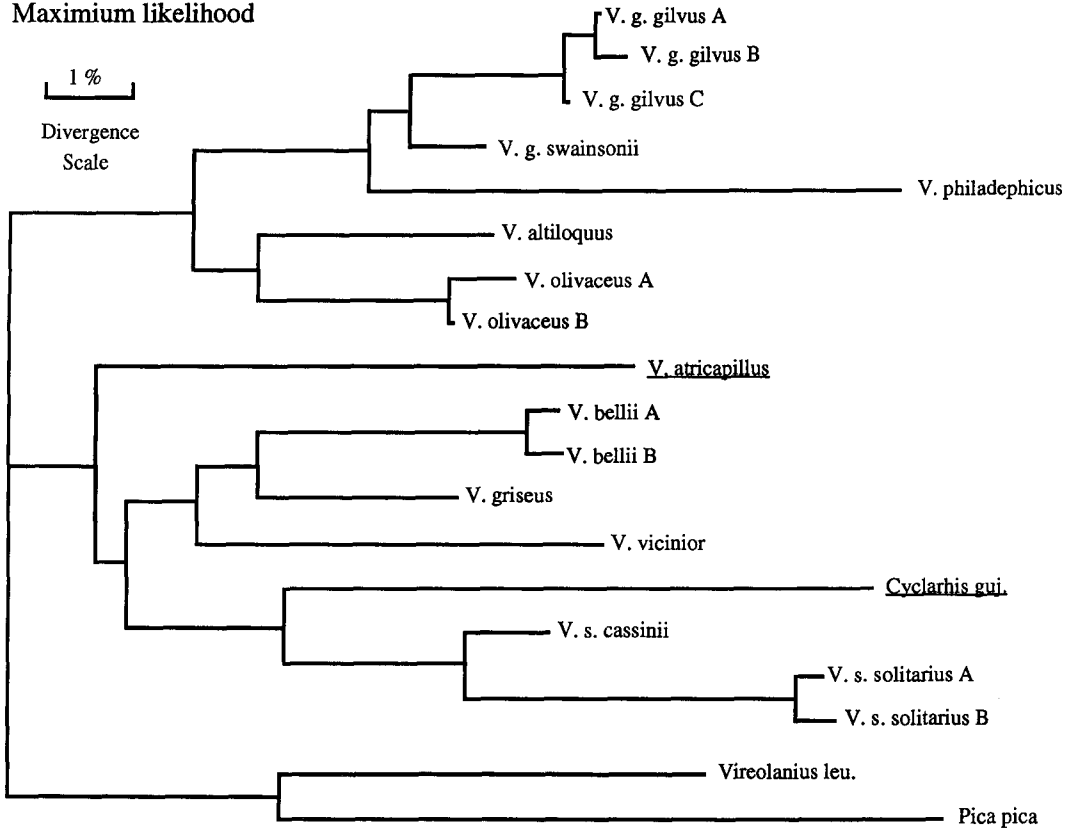 Maximium likelihood
1 %
Divergence
Scale
V. g. gilvus A
V. g. gilvus B
V. g. gilvus C
V. g. swainsonii
V. philadephicus
V. altiloquus
V. olivaceus A
V. olivaceus B
V. atricapillus
V. bellii A
V. bellii B
V. griseus
V. vicinior
Cyclarhis guj.
V. s. cassinii
V. s. solitarius A
V. s. solitarius B
Vireolanius leu.
Pica pica